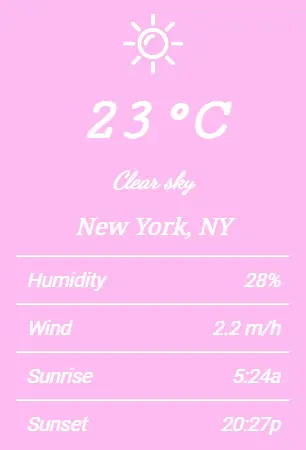 23°C
Clear sky
New York, NY
Humidity 28%
Wind 2.2 m/h
Sunrise 5:24a
Sunset 20:27p